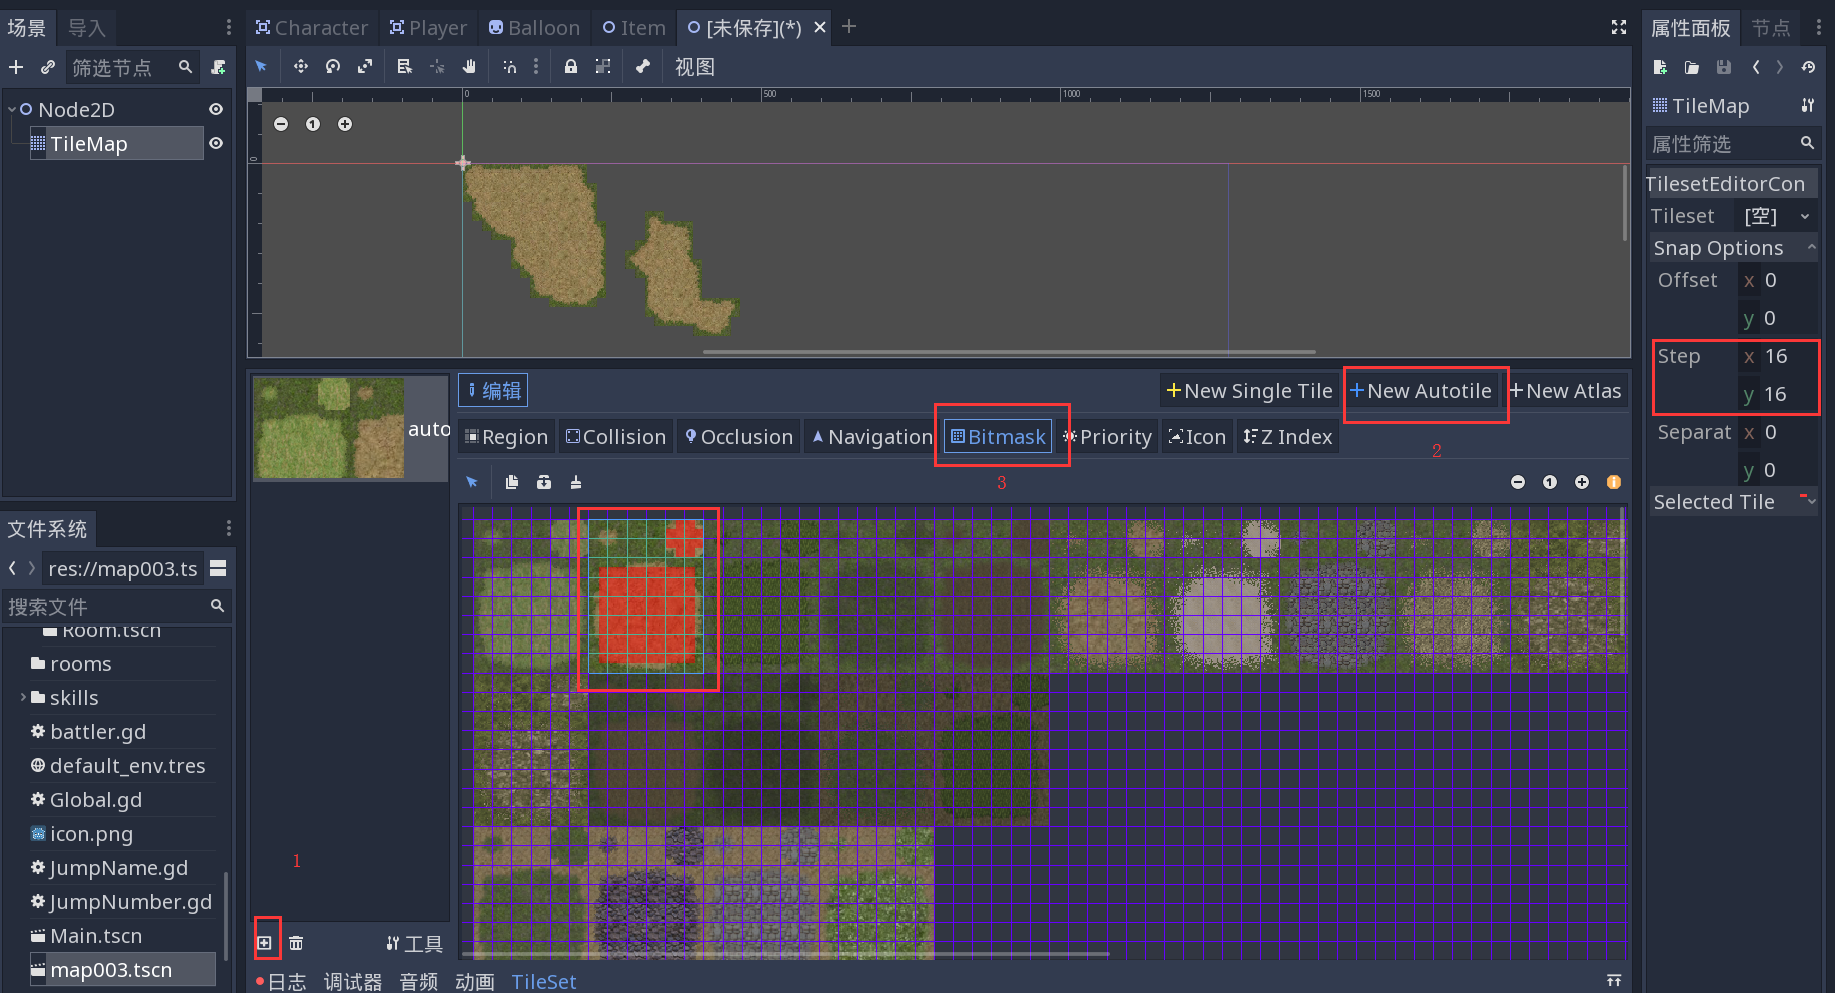 场景 导入
筛选节点
Node2D
TileMap
文件系统
res://map003.ts
搜索文件
Room.tscn
rooms
skills
battler.gd
default_env.tres
Global.gd
icon.png
JumpName.gd
JumpNumber.gd
Main.tscn
map003.tscn
Character Player Balloon Item [未保存](*)
视图
0 500 1000 1500
0
1
auto
1
工具
编辑
New Single Tile New Autotile New Atlas
Region Collision Occlusion Navigation Bitmask Priority Icon Z Index
2
3
1
日志 调试器 音频 动画 TileSet
属性面板 节点
TileMap
属性筛选
TilesetEditorCon
Tileset [空]
Snap Options
Offset x 0
y 0
Step x 16
y 16
Separat x 0
y 0
Selected Tile